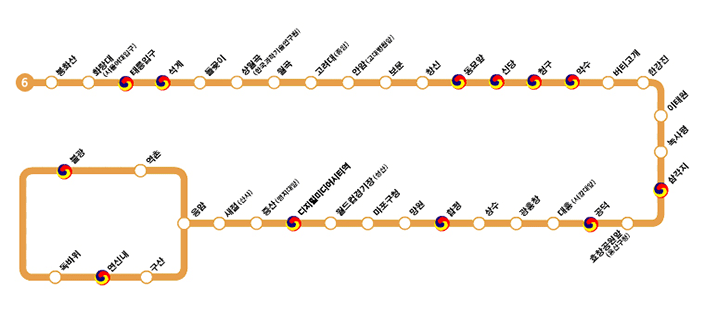 6
봉화산
화랑대
(서울여대입구)
태릉입구
석계
돌곶이
상월곡
(한국과학기술연구원)
월곡
고려대 (종암)
안암 (고대병원앞)
보문
창신
동묘앞
신당
청구
약수
버티고개
한강진
이태원
녹사평
삼각지
효창공원앞
(용산구청)
공덕
대흥 (서강대앞)
광흥창
상수
합정
망원
마포구청
월드컵경기장 (성산)
디지털미디어시티역
증산 (명지대앞)
새절 (신사)
응암
역촌
불광
독바위
연신내
구산